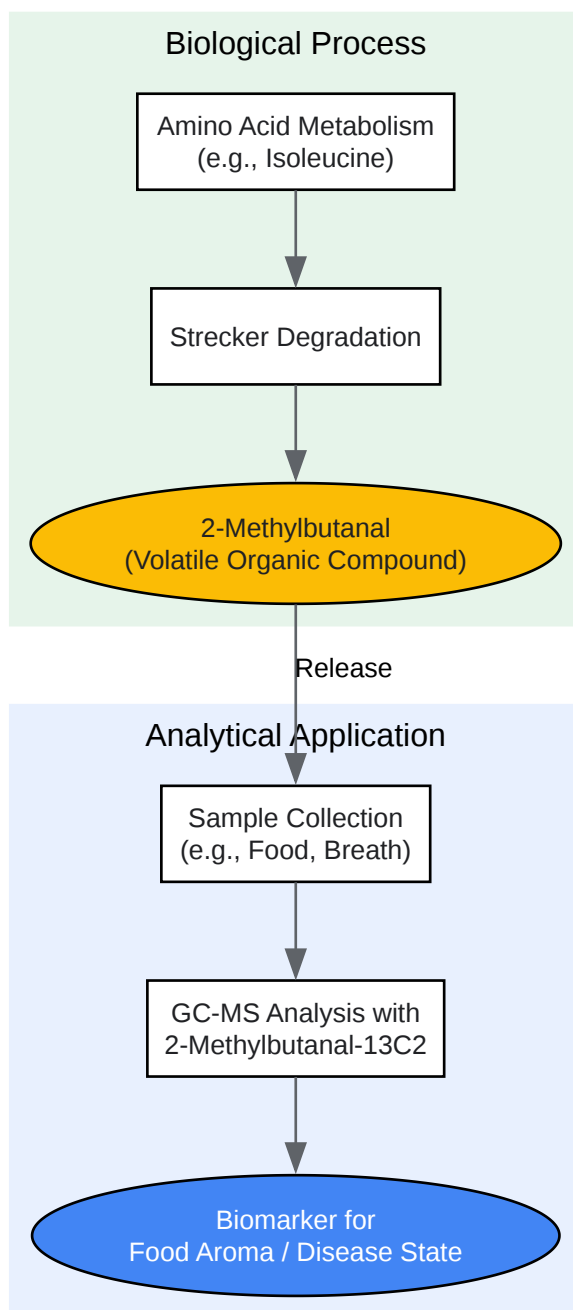 Biological Process
Amino Acid Metabolism
(e.g., Isoleucine)
Strecker Degradation
2-Methylbutanal
(Volatile Organic Compound)
Release
Analytical Application
Sample Collection
(e.g., Food, Breath)
GC-MS Analysis with
2-Methylbutanal-13C2
Biomarker for
Food Aroma / Disease State